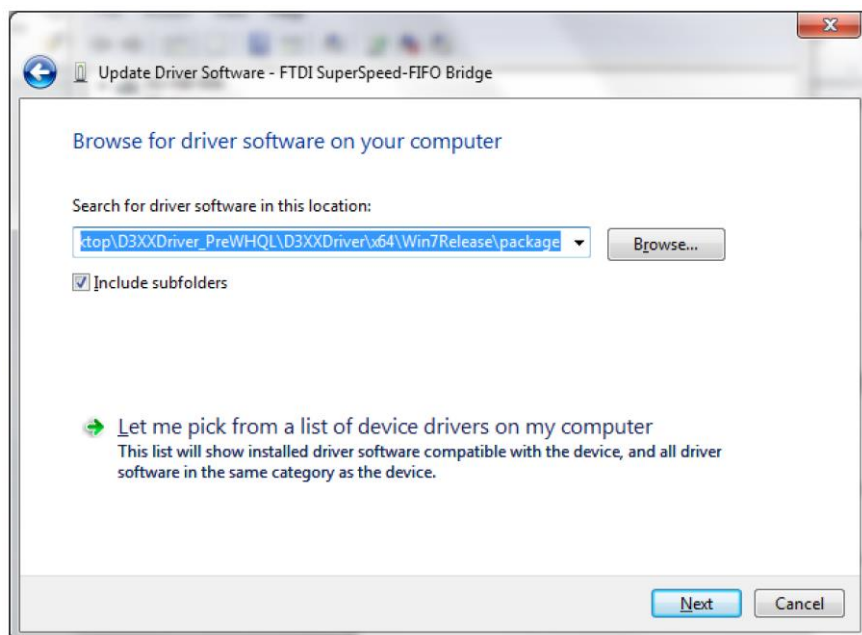 Update Driver Software - FTDI SuperSpeed-FIFO Bridge
Browse for driver software on your computer
Search for driver software in this location:
ktop\D3XXDriver_PreWHQL\D3XXDriver\x64\Win7Release\package
Browse...
Include subfolders
Let me pick from a list of device drivers on my computer
This list will show installed driver software compatible with the device, and all driver
software in the same category as the device.
Next
Cancel